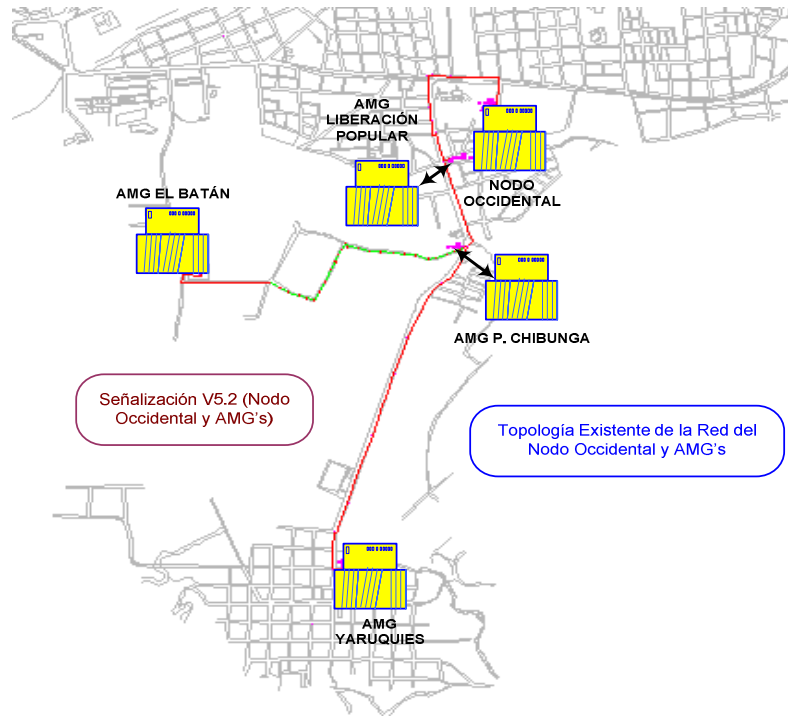 AMG
LIBERACIÓN
POPULAR
NODO
OCCIDENTAL
AMG EL BATÁN
AMG P. CHIBUNGA
Señalización V5.2 (Nodo
Occidental y AMG's)
Topología Existente de la Red del
Nodo Occidental y AMG's
AMG
YARUQUIES